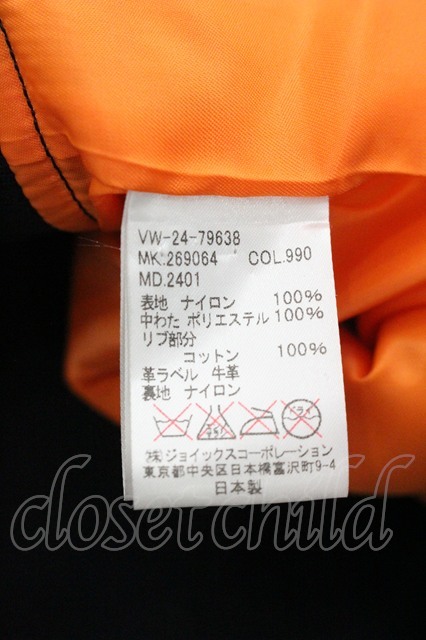 VW-24-79638
MK.269064 COL.990
MD.2401
表地 ナイロン 100%
中わた ポリエステル 100%
リブ部分
コットン 100%
革ラベル 牛革
裏地 ナイロン
ドライ
㈱ジョイックスコーポレーション
東京都中央区日本橋富沢町9-4
日本製
closet child